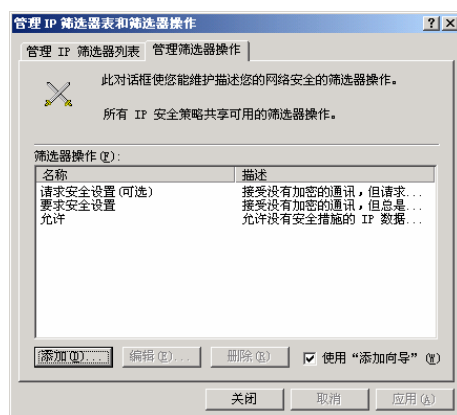 管理 IP 筛选器表和筛选器操作
管理 IP 筛选器列表 管理筛选器操作
此对话框使您能维护描述您的网络安全的筛选器操作。
所有 IP 安全策略共享可用的筛选器操作。
筛选器操作(F):
名称 描述
请求安全设置(可选) 接受没有加密的通讯，但请求...
要求安全设置 接受没有加密的通讯，但总是...
允许 允许没有安全措施的 IP 数据...
添加(D)... 编辑(E)... 删除(R) 使用“添加向导”(W)
关闭 取消 应用(A)